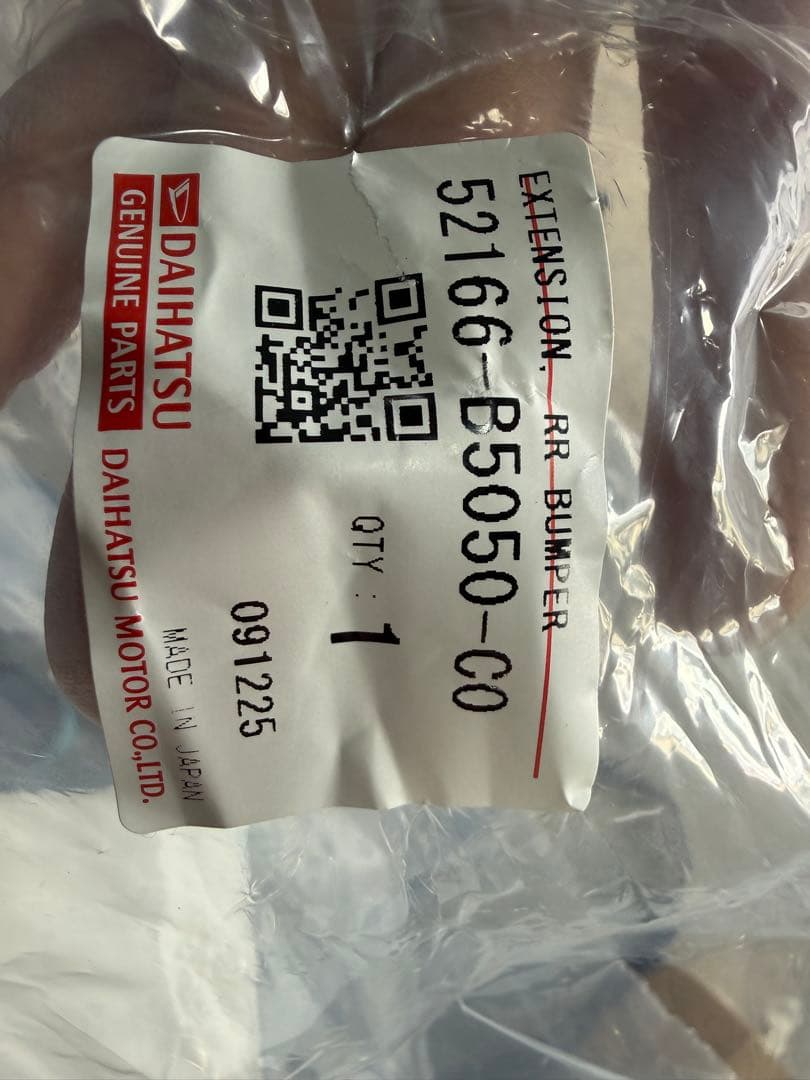 EXTENSION, RR BUMPER
52166-B5050-C0
QTY : 1
091225
MADE IN JAPAN
DAIHATSU
GENUINE PARTS
DAIHATSU MOTOR CO.,LTD.